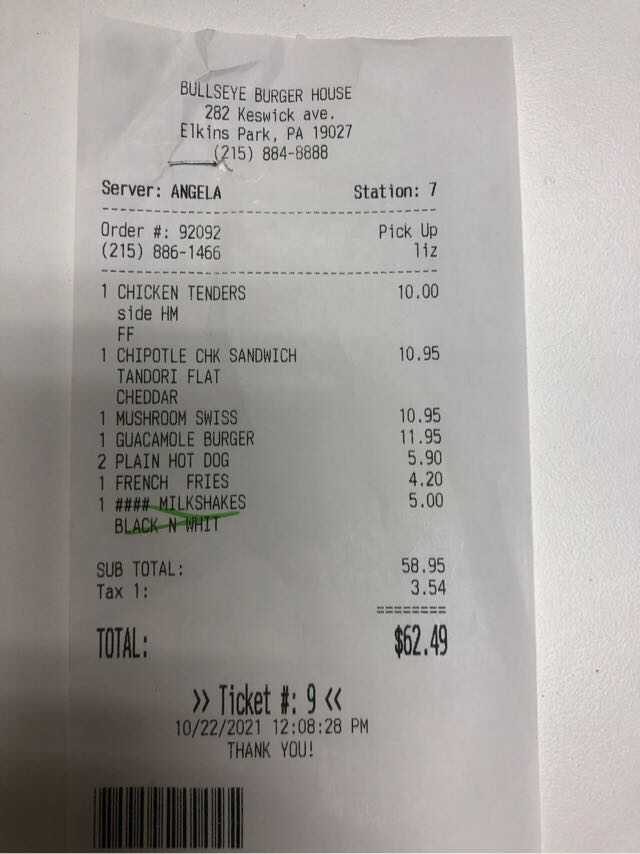 BULLSEYE BURGER HOUSE
282 Keswick ave.
Elkins Park, PA 19027
(215) 884-8888
Server: ANGELA Station: 7
Order #: 92092 Pick Up
(215) 886-1466 liz
1 CHICKEN TENDERS 10.00
side HM
FF
1 CHIPOTLE CHK SANDWICH 10.95
TANDORI FLAT
CHEDDAR
1 MUSHROOM SWISS 10.95
1 GUACAMOLE BURGER 11.95
2 PLAIN HOT DOG 5.90
1 FRENCH FRIES 4.20
1 #### MILKSHAKES 5.00
BLACK N WHIT
SUB TOTAL: 58.95
Tax 1: 3.54
========
TOTAL: $62.49
>> Ticket #: 9 <<
10/22/2021 12:08:28 PM
THANK YOU!